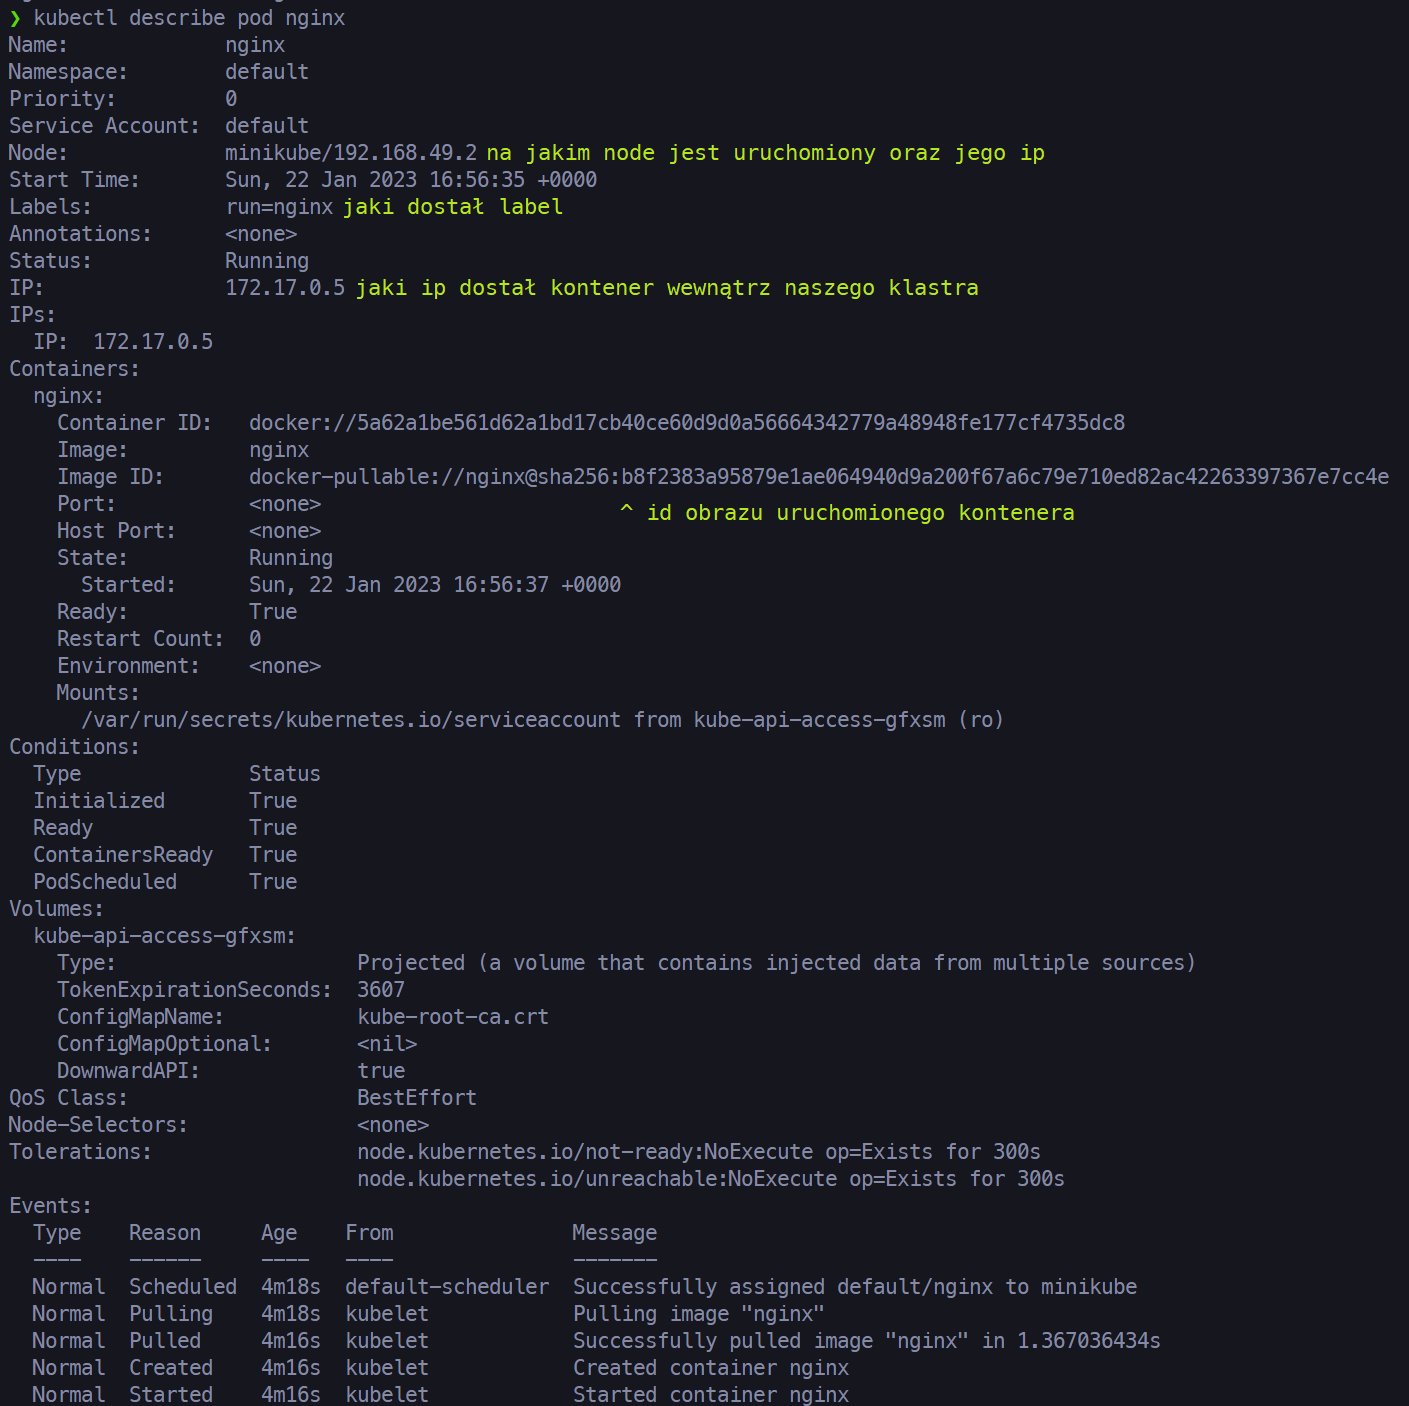 ❯ kubectl describe pod nginx
Name:             nginx
Namespace:        default
Priority:         0
Service Account:  default
Node:             minikube/192.168.49.2 na jakim node jest uruchomiony oraz jego ip
Start Time:       Sun, 22 Jan 2023 16:56:35 +0000
Labels:           run=nginx jaki dostał label
Annotations:      <none>
Status:           Running
IP:               172.17.0.5 jaki ip dostał kontener wewnątrz naszego klastra
IPs:
  IP:  172.17.0.5
Containers:
  nginx:
    Container ID:   docker://5a62a1be561d62a1bd17cb40ce60d9d0a56664342779a48948fe177cf4735dc8
    Image:          nginx
    Image ID:       docker-pullable://nginx@sha256:b8f2383a95879e1ae064940d9a200f67a6c79e710ed82ac42263397367e7cc4e
    Port:           <none>
^ id obrazu uruchomionego kontenera
    Host Port:      <none>
    State:          Running
      Started:      Sun, 22 Jan 2023 16:56:37 +0000
    Ready:          True
    Restart Count:  0
    Environment:    <none>
    Mounts:
      /var/run/secrets/kubernetes.io/serviceaccount from kube-api-access-gfxsm (ro)
Conditions:
  Type              Status
  Initialized       True
  Ready             True
  ContainersReady   True
  PodScheduled      True
Volumes:
  kube-api-access-gfxsm:
    Type:                    Projected (a volume that contains injected data from multiple sources)
    TokenExpirationSeconds:  3607
    ConfigMapName:           kube-root-ca.crt
    ConfigMapOptional:       <nil>
    DownwardAPI:             true
QoS Class:                   BestEffort
Node-Selectors:              <none>
Tolerations:                 node.kubernetes.io/not-ready:NoExecute op=Exists for 300s
                             node.kubernetes.io/unreachable:NoExecute op=Exists for 300s
Events:
  Type    Reason     Age   From               Message
  ----    ------     ----  ----               -------
  Normal  Scheduled  4m18s  default-scheduler  Successfully assigned default/nginx to minikube
  Normal  Pulling    4m18s  kubelet            Pulling image "nginx"
  Normal  Pulled     4m16s  kubelet            Successfully pulled image "nginx" in 1.367036434s
  Normal  Created    4m16s  kubelet            Created container nginx
  Normal  Started    4m16s  kubelet            Started container nginx